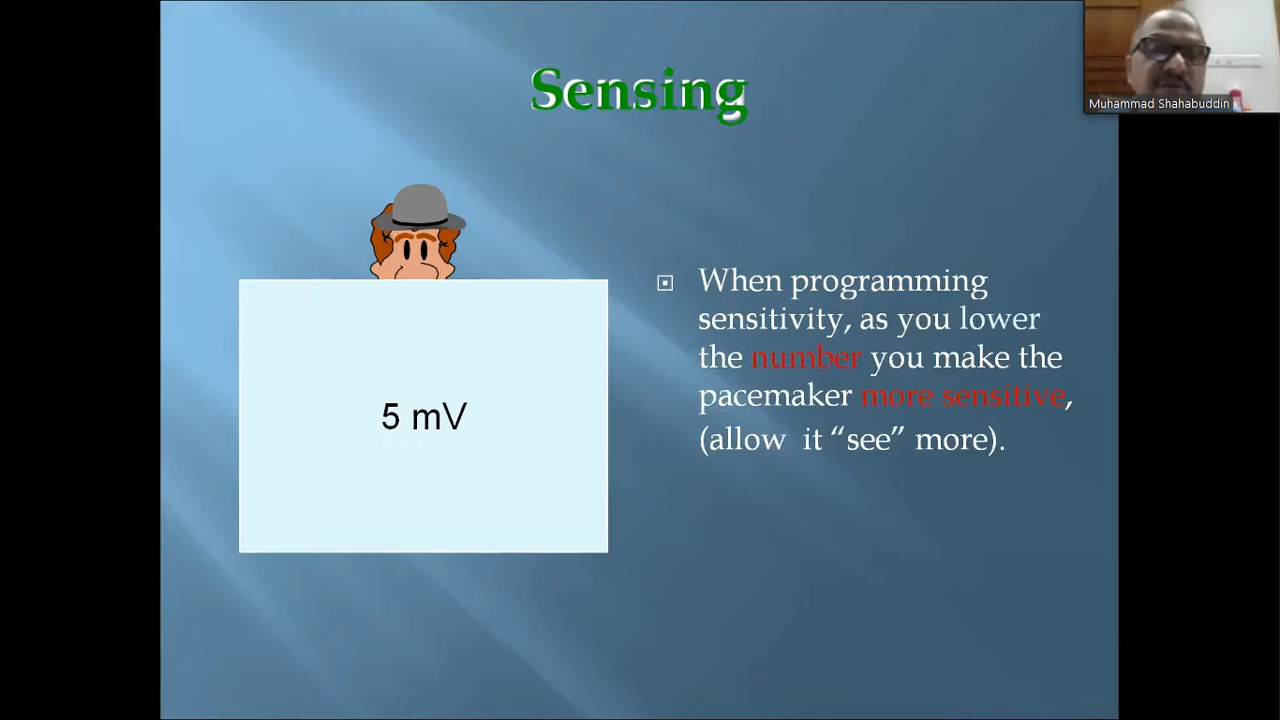 Sensing
Muhammad Shahabuddin
When programming
sensitivity, as you lower
the number you make the
pacemaker more sensitive,
(allow it “see” more).
5 mV